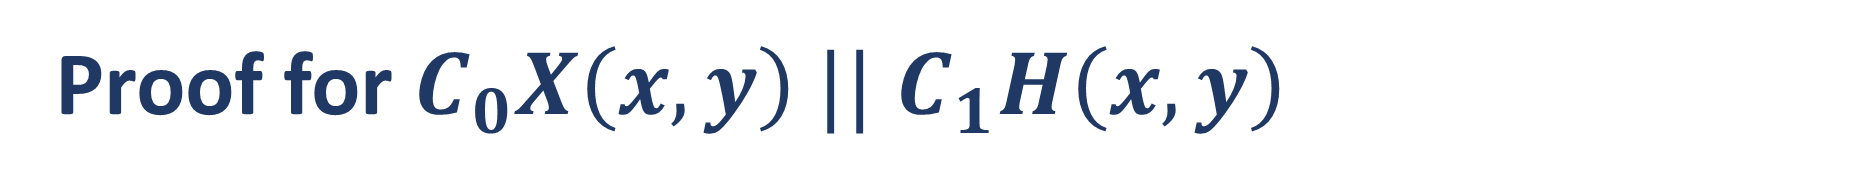 Proof for C₀X(x, y) || C₁H(x, y)